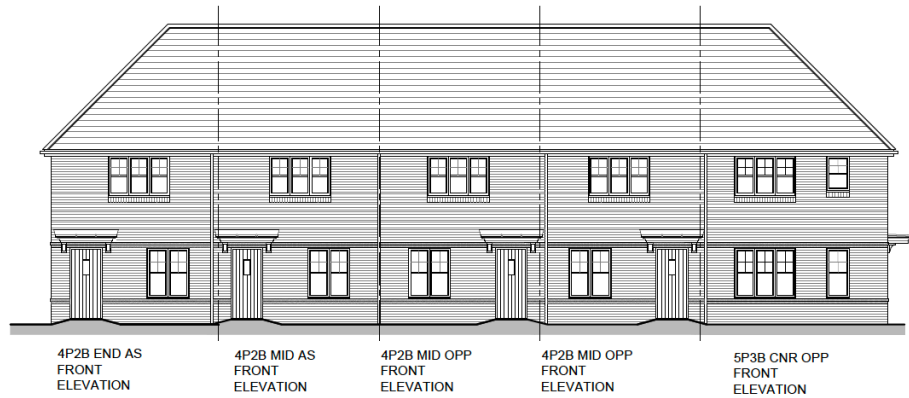 4P2B END AS
FRONT
ELEVATION
4P2B MID AS
FRONT
ELEVATION
4P2B MID OPP
FRONT
ELEVATION
4P2B MID OPP
FRONT
ELEVATION
5P3B CNR OPP
FRONT
ELEVATION